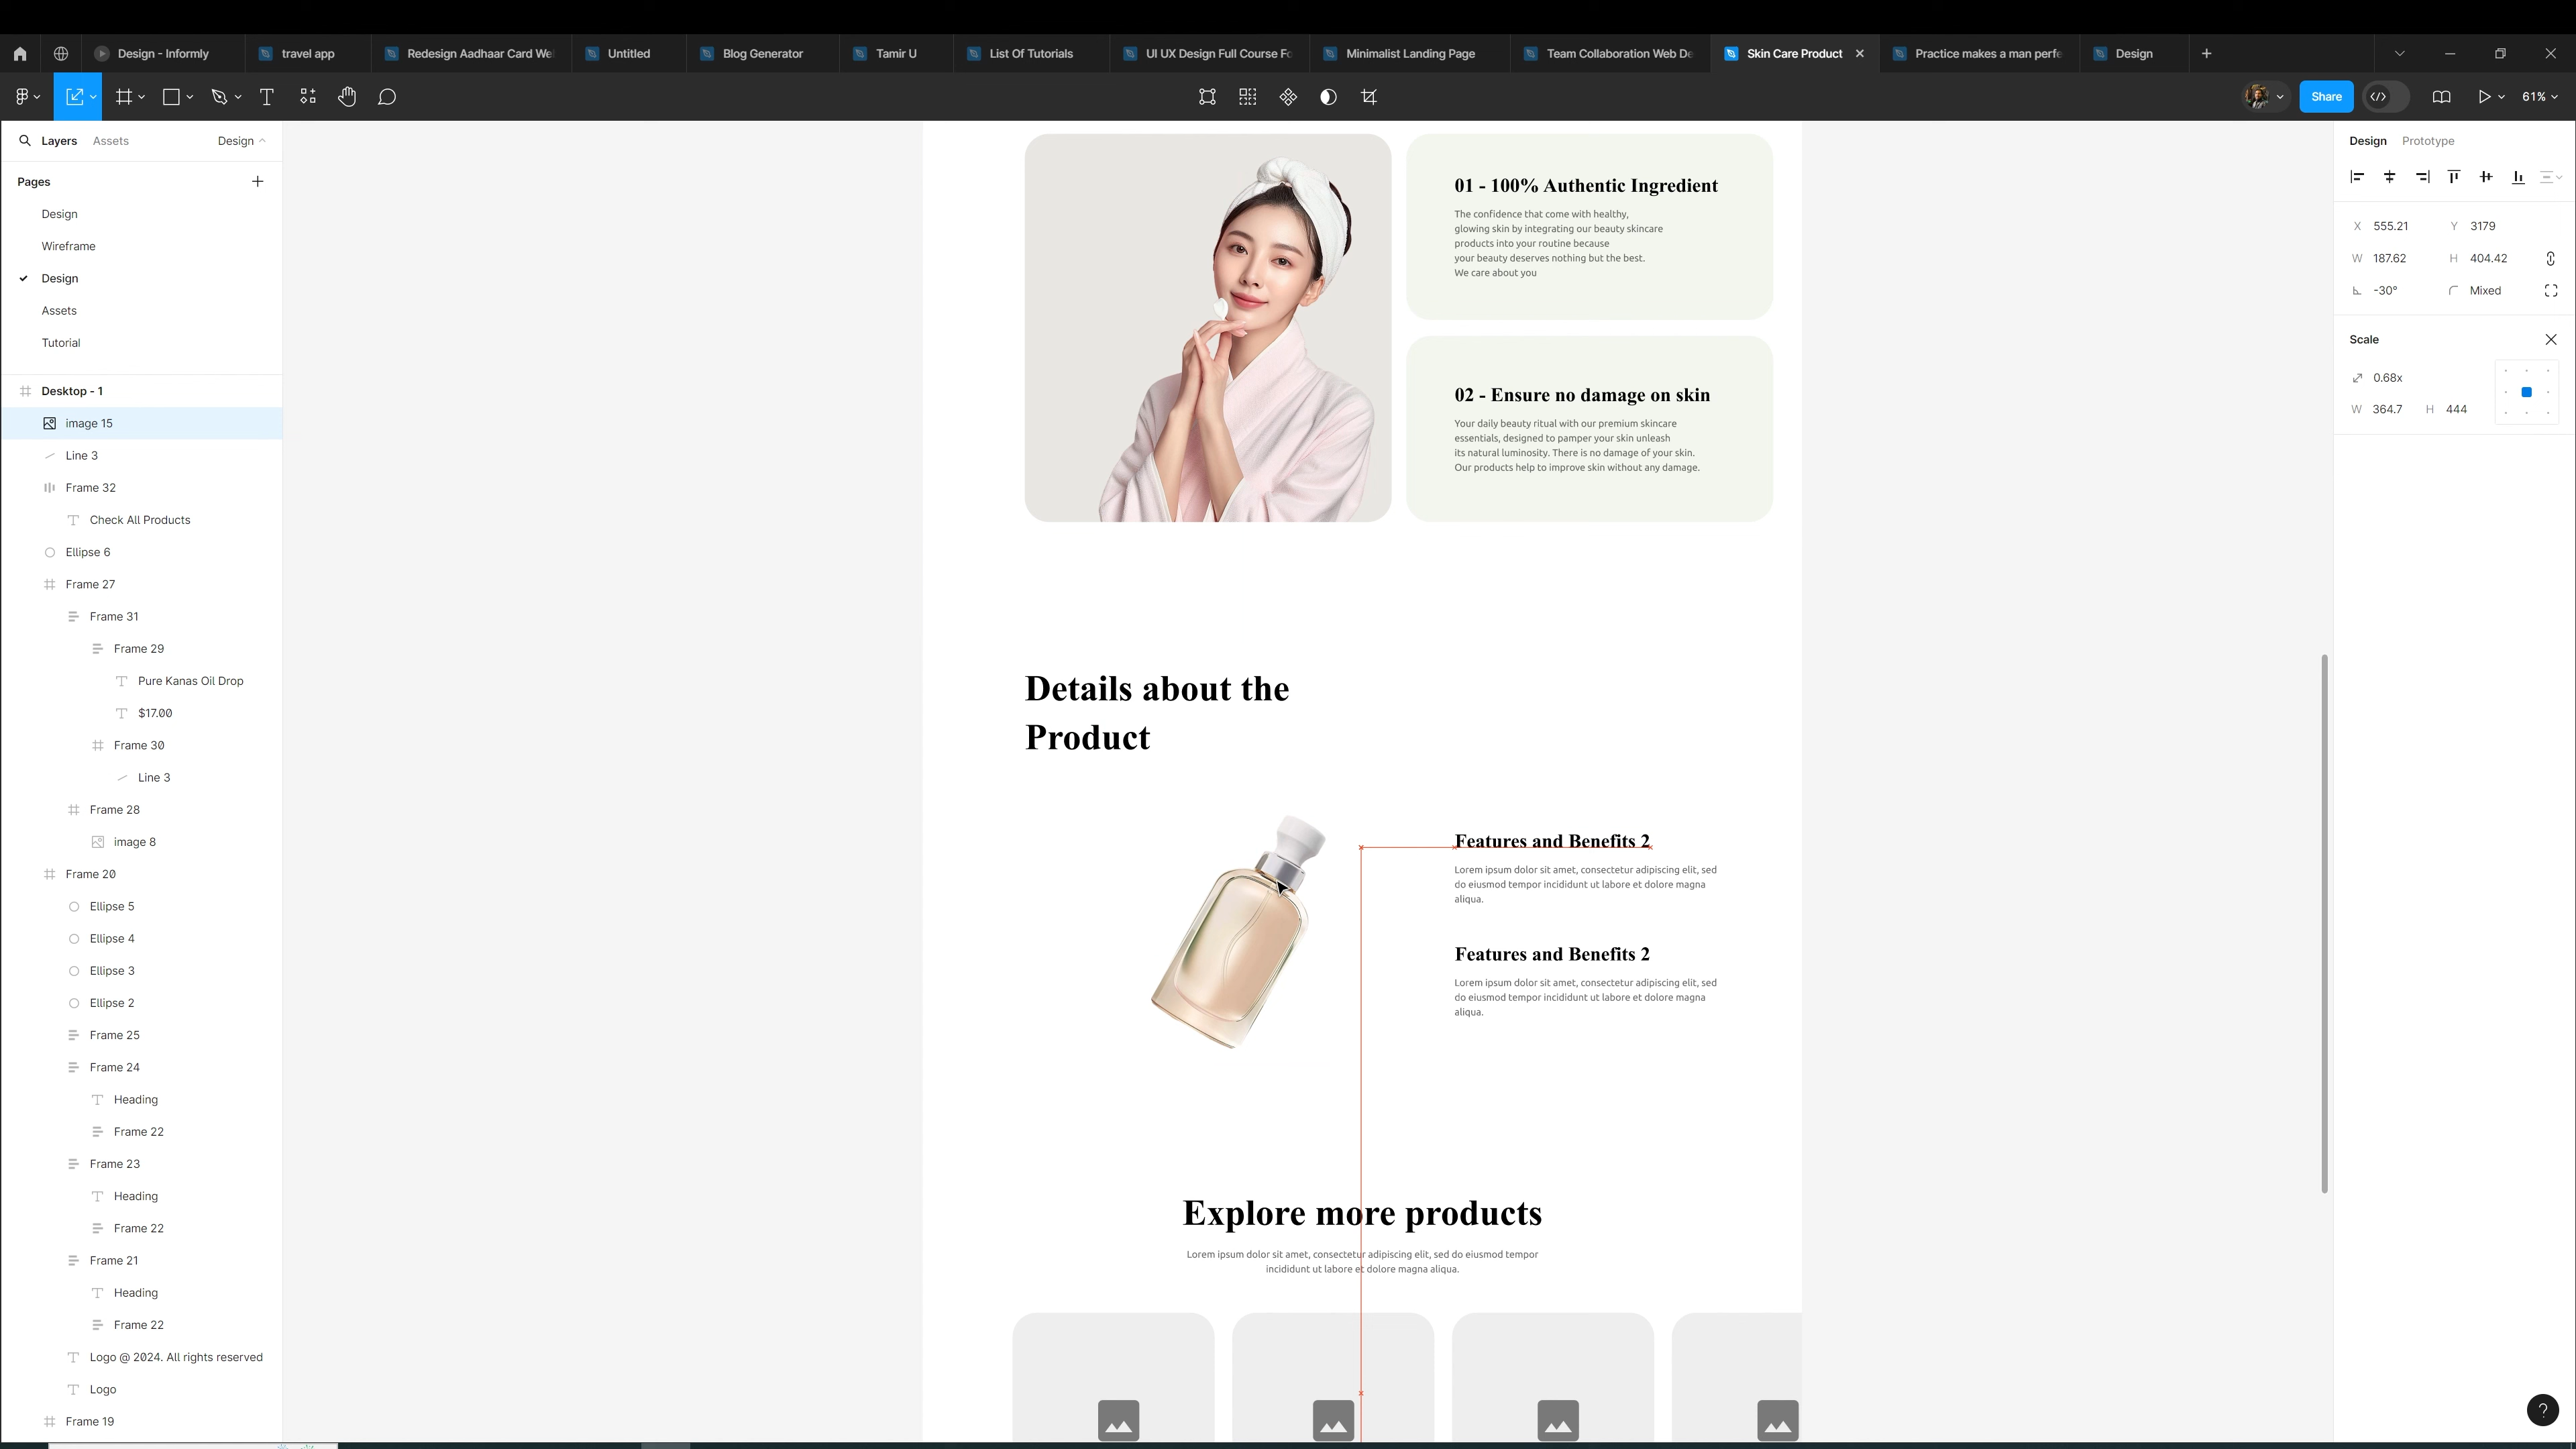 Design - Informly
travel app
Redesign Aadhaar Card We
Untitled
Blog Generator
Tamir U
List Of Tutorials
UI UX Design Full Course Fo
Minimalist Landing Page
Team Collaboration Web De
Skin Care Product
Practice makes a man perfe
Design
Share
61%
Layers
Assets
Design
Pages
Design
Wireframe
Design
Assets
Tutorial
Desktop - 1
image 15
Line 3
Frame 32
Check All Products
Ellipse 6
Frame 27
Frame 31
Frame 29
Pure Kanas Oil Drop
$17.00
Frame 30
Line 3
Frame 28
image 8
Frame 20
Ellipse 5
Ellipse 4
Ellipse 3
Ellipse 2
Frame 25
Frame 24
Heading
Frame 22
Frame 23
Heading
Frame 22
Frame 21
Heading
Frame 22
Logo @ 2024. All rights reserved
Logo
Frame 19
01 - 100% Authentic Ingredient
The confidence that come with healthy,
glowing skin by integrating our beauty skincare
products into your routine because
your beauty deserves nothing but the best.
We care about you
02 - Ensure no damage on skin
Your daily beauty ritual with our premium skincare
essentials, designed to pamper your skin unleash
its natural luminosity. There is no damage of your skin.
Our products help to improve skin without any damage.
Details about the
Product
Features and Benefits 2
Lorem ipsum dolor sit amet, consectetur adipiscing elit, sed
do eiusmod tempor incididunt ut labore et dolore magna
aliqua.
Features and Benefits 2
Lorem ipsum dolor sit amet, consectetur adipiscing elit, sed
do eiusmod tempor incididunt ut labore et dolore magna
aliqua.
Explore more products
Lorem ipsum dolor sit amet, consectetur adipiscing elit, sed do eiusmod tempor
incididunt ut labore et dolore magna aliqua.
Design
Prototype
X 555.21 Y 3179
W 187.62 H 404.42
-30° Mixed
Scale
0.68x
W 364.7 H 444
?